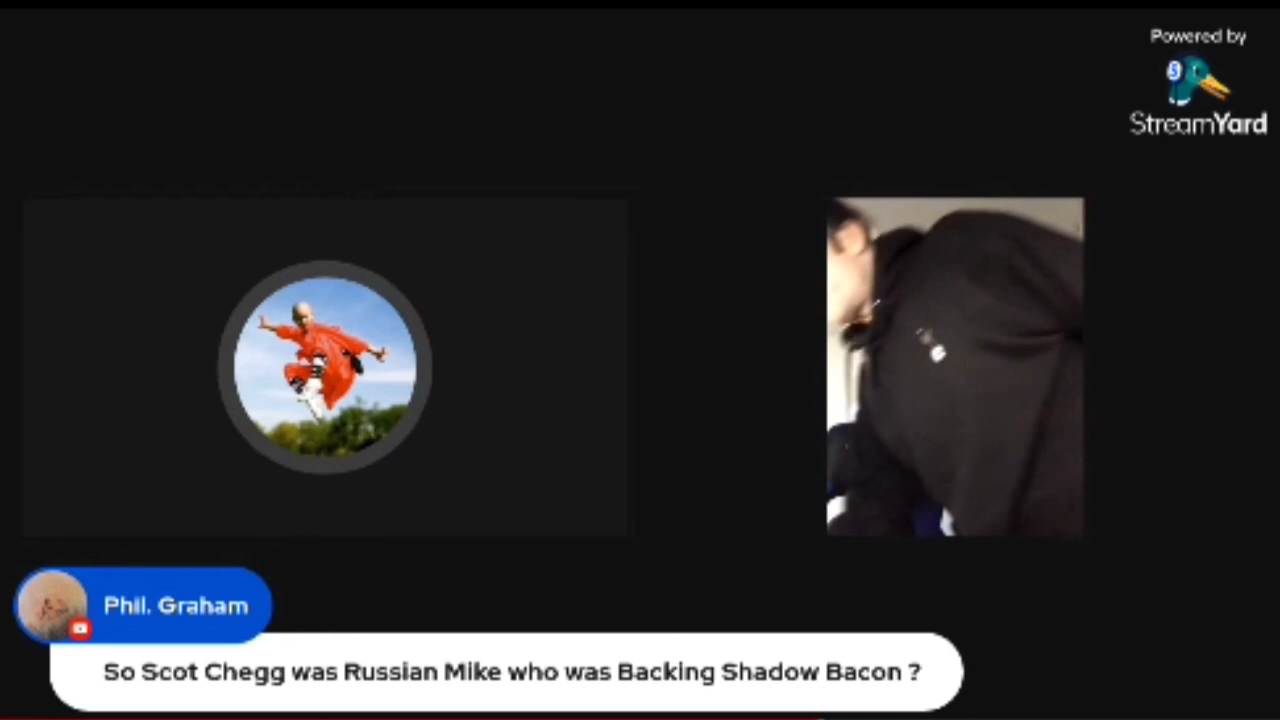 Powered by
StreamYard
Phil. Graham
So Scot Chegg was Russian Mike who was Backing Shadow Bacon ?